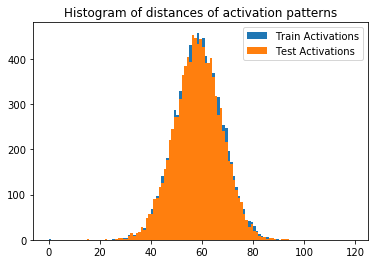 Histogram of distances of activation patterns
Train Activations
Test Activations
400
300
200
100
0
0 20 40 60 80 100 120